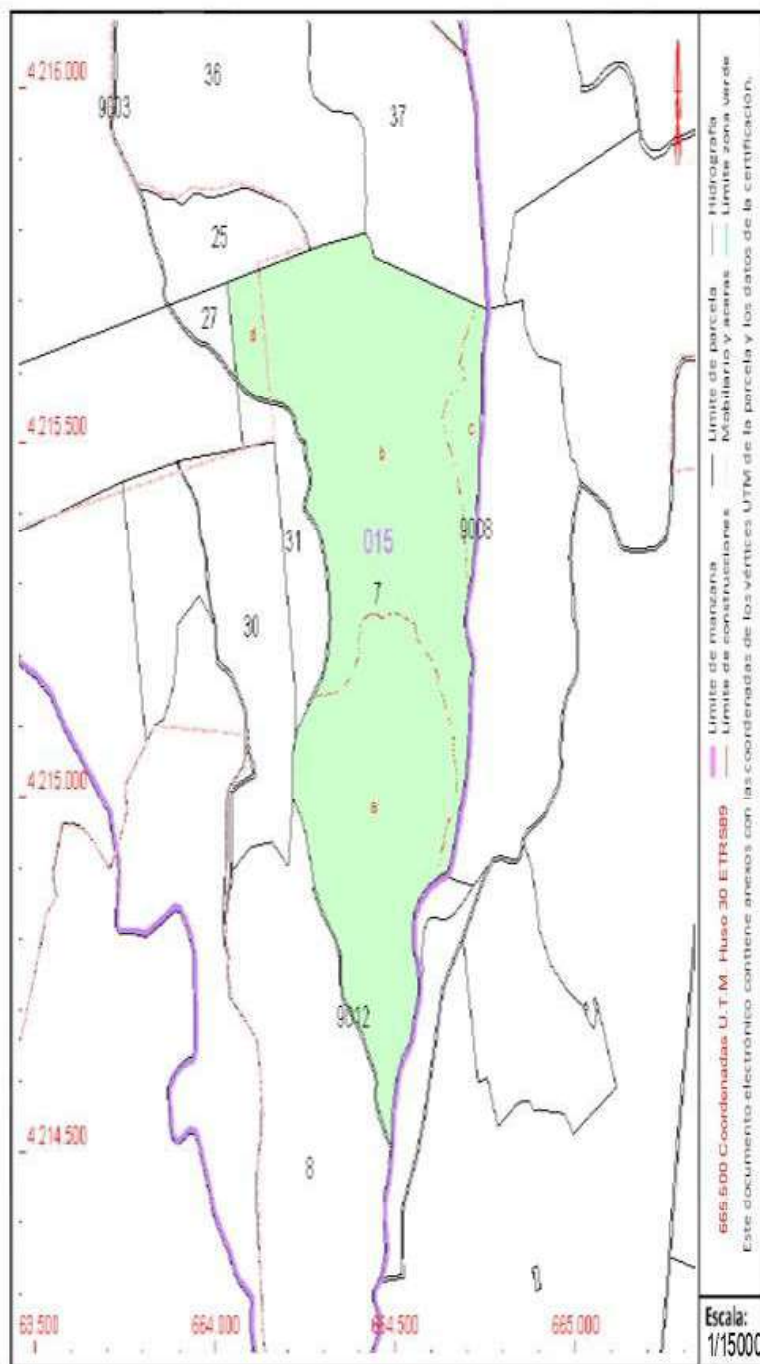 4.216.000
36
9003
37
25
27
d
4.215.500
c
b
015
9008
31
7
30
4.215.000
a
9012
4.214.500
8
1
63.500
664.000
664.500
665.000
665.500 Coordenadas U.T.M. Huso 30 ETRS89
Límite de manzana
Límite de construcciones
Límite de parcela
Mobiliario y aceras
Hidrografía
Límite zona verde
Este documento electrónico contiene anexos con las coordenadas de los vértices UTM de la parcela y los datos de la certificación.
Escala:
1/15000